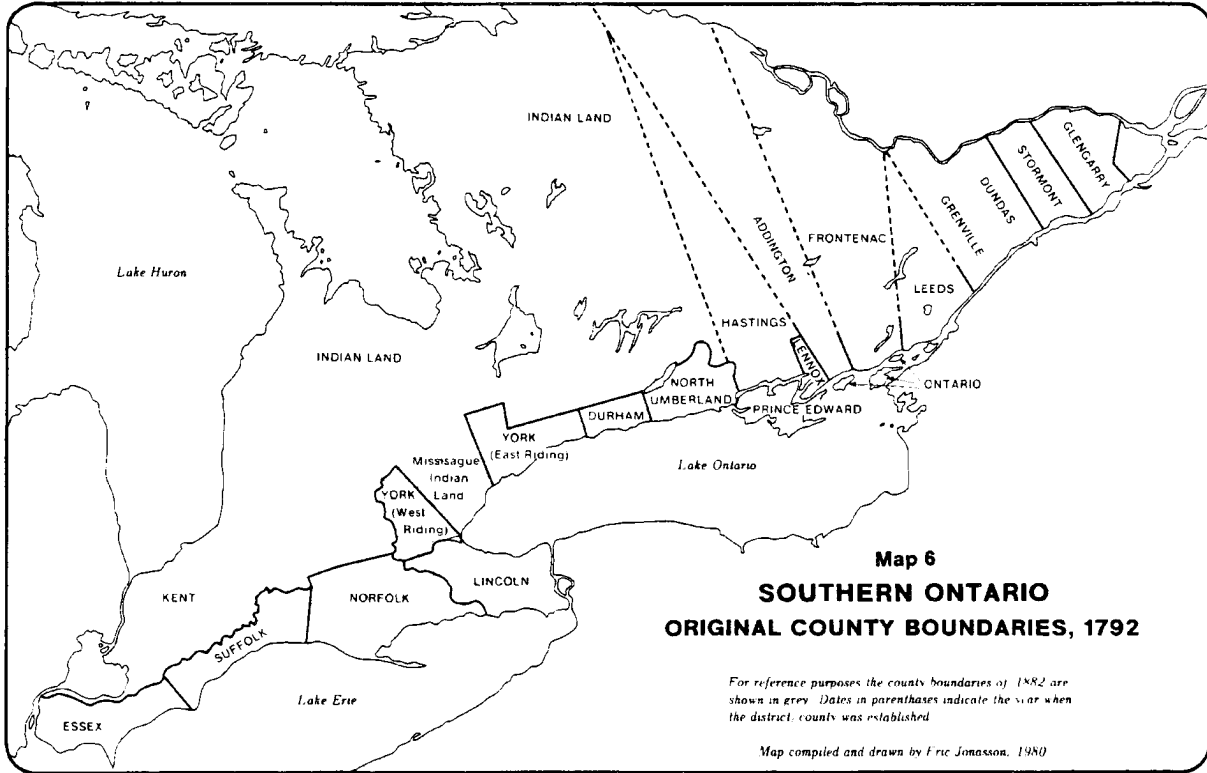 INDIAN LAND
GLENGARRY
STORMONT
DUNDAS
GRENVILLE
ADDINGTON
FRONTENAC
LEEDS
Lake Huron
HASTINGS
LENNOX
INDIAN LAND
ONTARIO
NORTH
UMBERLAND
PRINCE EDWARD
DURHAM
YORK
(East Riding)
Mississague
Indian
Land
Lake Ontario
YORK
(West
Riding)
LINCOLN
KENT
NORFOLK
SUFFOLK
Lake Erie
ESSEX
Map 6
SOUTHERN ONTARIO
ORIGINAL COUNTY BOUNDARIES, 1792
For reference purposes the county boundaries of 1882 are
shown in grey Dates in parenthases indicate the year when
the district, county was established
Map compiled and drawn by Eric Jonasson, 1980